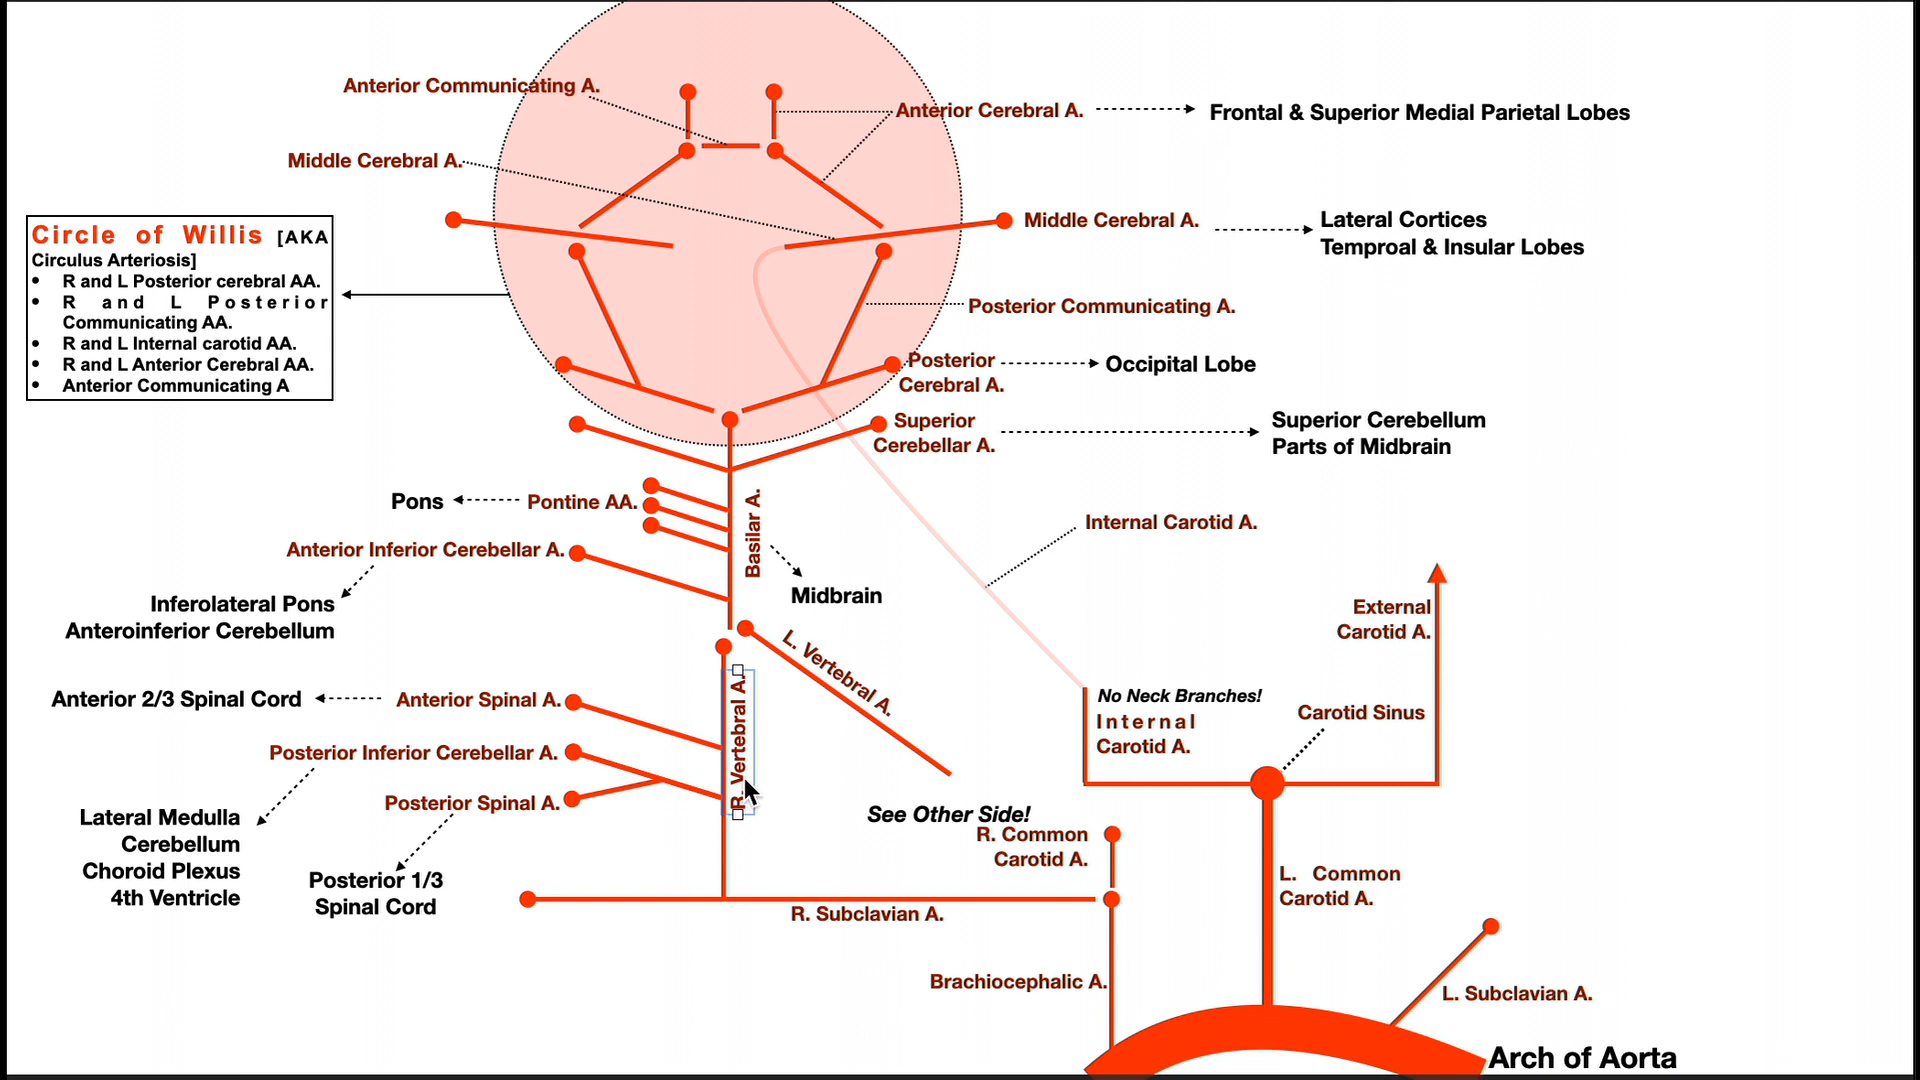 Anterior Communicating A.
Anterior Cerebral A.
Frontal & Superior Medial Parietal Lobes
Middle Cerebral A.
Middle Cerebral A.
Lateral Cortices
Temproal & Insular Lobes
Circle of Willis [AKA
Circulus Arteriosis]
• R and L Posterior cerebral AA.
• R and L Posterior
Communicating AA.
• R and L Internal carotid AA.
• R and L Anterior Cerebral AA.
• Anterior Communicating A
Posterior Communicating A.
Posterior
Cerebral A.
Occipital Lobe
Superior
Cerebellar A.
Superior Cerebellum
Parts of Midbrain
Pons
Pontine AA.
Basilar A.
Internal Carotid A.
Anterior Inferior Cerebellar A.
Midbrain
Inferolateral Pons
Anteroinferior Cerebellum
External
Carotid A.
L. Vertebral A.
Anterior 2/3 Spinal Cord
Anterior Spinal A.
R. Vertebral A.
No Neck Branches!
Internal
Carotid A.
Carotid Sinus
Posterior Inferior Cerebellar A.
Posterior Spinal A.
Lateral Medulla
Cerebellum
Choroid Plexus
4th Ventricle
Posterior 1/3
Spinal Cord
See Other Side!
R. Common
Carotid A.
L. Common
Carotid A.
R. Subclavian A.
Brachiocephalic A.
L. Subclavian A.
Arch of Aorta